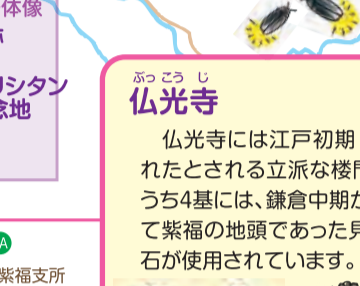 体像
リシタン
念地
A
紫福支所
ぶっ こう じ
仏光寺
仏光寺には江戸初期
れたとされる立派な楼門
うち4基には、鎌倉中期か
て紫福の地頭であった見
石が使用されています。